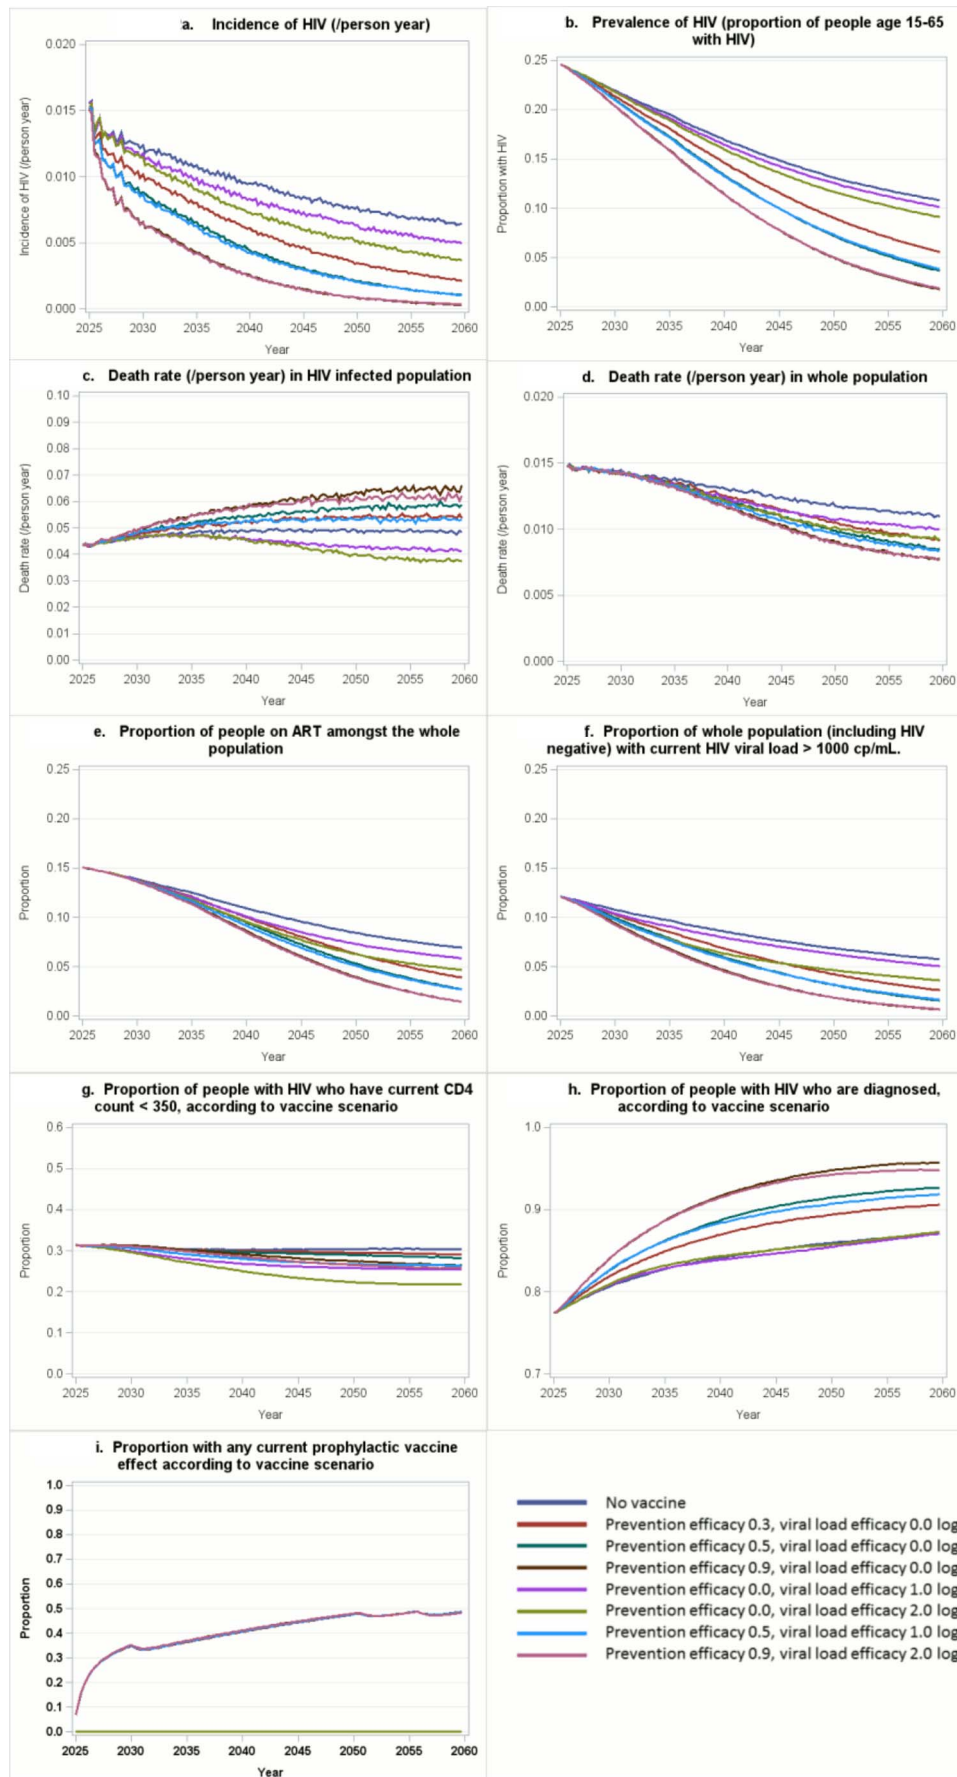 a. Incidence of HIV (/person year)
Incidence of HIV (/person year)
0.020
0.015
0.010
0.005
0.000
2025 2030 2035 2040 2045 2050 2055 2060
Year
b. Prevalence of HIV (proportion of people age 15-65
with HIV)
Proportion with HIV
0.25
0.20
0.15
0.10
0.05
0.00
2025 2030 2035 2040 2045 2050 2055 2060
Year
c. Death rate (/person year) in HIV infected population
Death rate (/person year)
0.10
0.09
0.08
0.07
0.06
0.05
0.04
0.03
0.02
0.01
0.00
2025 2030 2035 2040 2045 2050 2055 2060
Year
d. Death rate (/person year) in whole population
Death rate (/person year)
0.020
0.015
0.010
0.005
0.000
2025 2030 2035 2040 2045 2050 2055 2060
Year
e. Proportion of people on ART amongst the whole
population
Proportion
0.25
0.20
0.15
0.10
0.05
0.00
2025 2030 2035 2040 2045 2050 2055 2060
Year
f. Proportion of whole population (including HIV
negative) with current HIV viral load > 1000 cp/mL.
Proportion
0.25
0.20
0.15
0.10
0.05
0.00
2025 2030 2035 2040 2045 2050 2055 2060
Year
g. Proportion of people with HIV who have current CD4
count < 350, according to vaccine scenario
Proportion
0.6
0.5
0.4
0.3
0.2
0.1
0.0
2025 2030 2035 2040 2045 2050 2055 2060
Year
h. Proportion of people with HIV who are diagnosed,
according to vaccine scenario
Proportion
1.0
0.9
0.8
0.7
2025 2030 2035 2040 2045 2050 2055 2060
Year
i. Proportion with any current prophylactic vaccine
effect according to vaccine scenario
Proportion
1.0
0.9
0.8
0.7
0.6
0.5
0.4
0.3
0.2
0.1
0.0
2025 2030 2035 2040 2045 2050 2055 2060
Year
No vaccine
Prevention efficacy 0.3, viral load efficacy 0.0 log
Prevention efficacy 0.5, viral load efficacy 0.0 log
Prevention efficacy 0.9, viral load efficacy 0.0 log
Prevention efficacy 0.0, viral load efficacy 1.0 log
Prevention efficacy 0.0, viral load efficacy 2.0 log
Prevention efficacy 0.5, viral load efficacy 1.0 log
Prevention efficacy 0.9, viral load efficacy 2.0 log